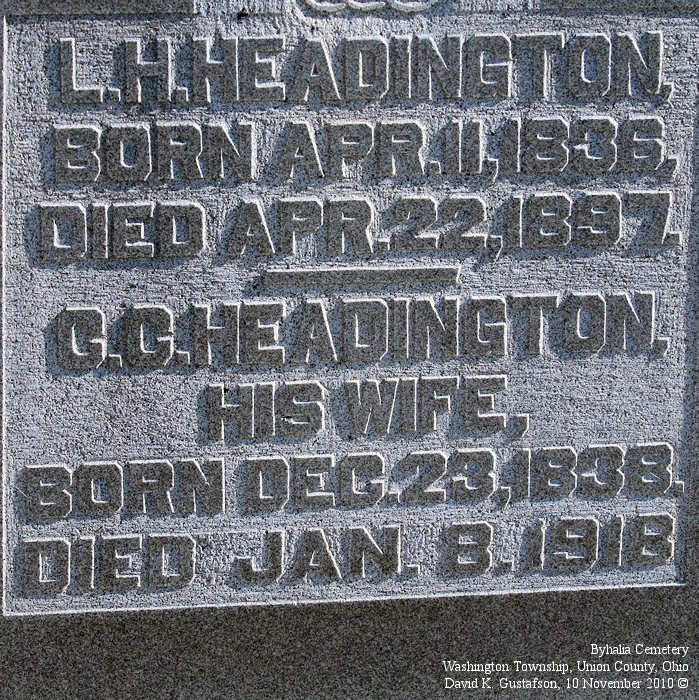 L.H.HEADINGTON,
BORN APR.11,1836,
DIED APR.22,1897.
C.C.HEADINGTON,
HIS WIFE,
BORN DEC.23,1838.
DIED JAN. 8.1918
Byhalia Cemetery
Washington Township, Union County, Ohio
David K. Gustafson, 10 November 2010 ©